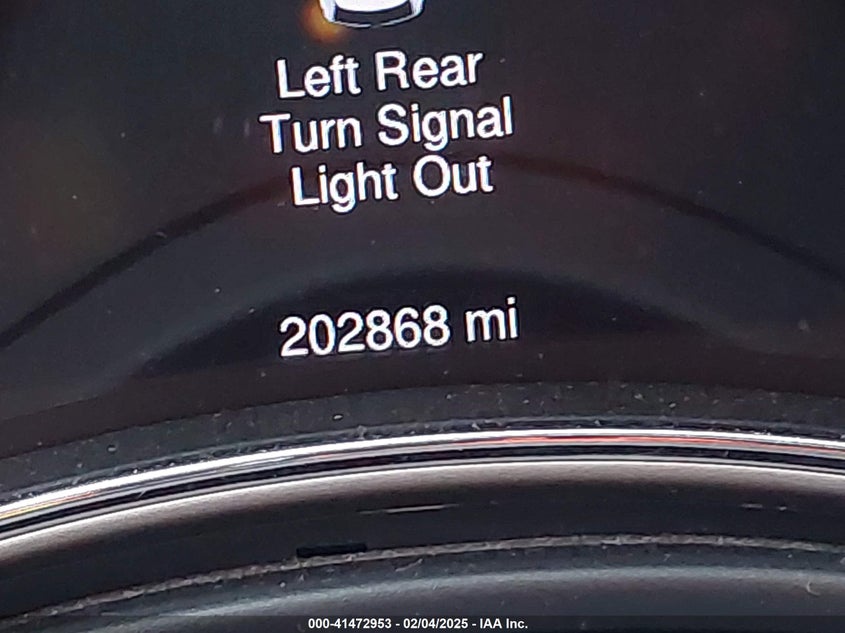 Left Rear
Turn Signal
Light Out
202868 mi
000-41472953 - 02/04/2025 - IAA Inc.